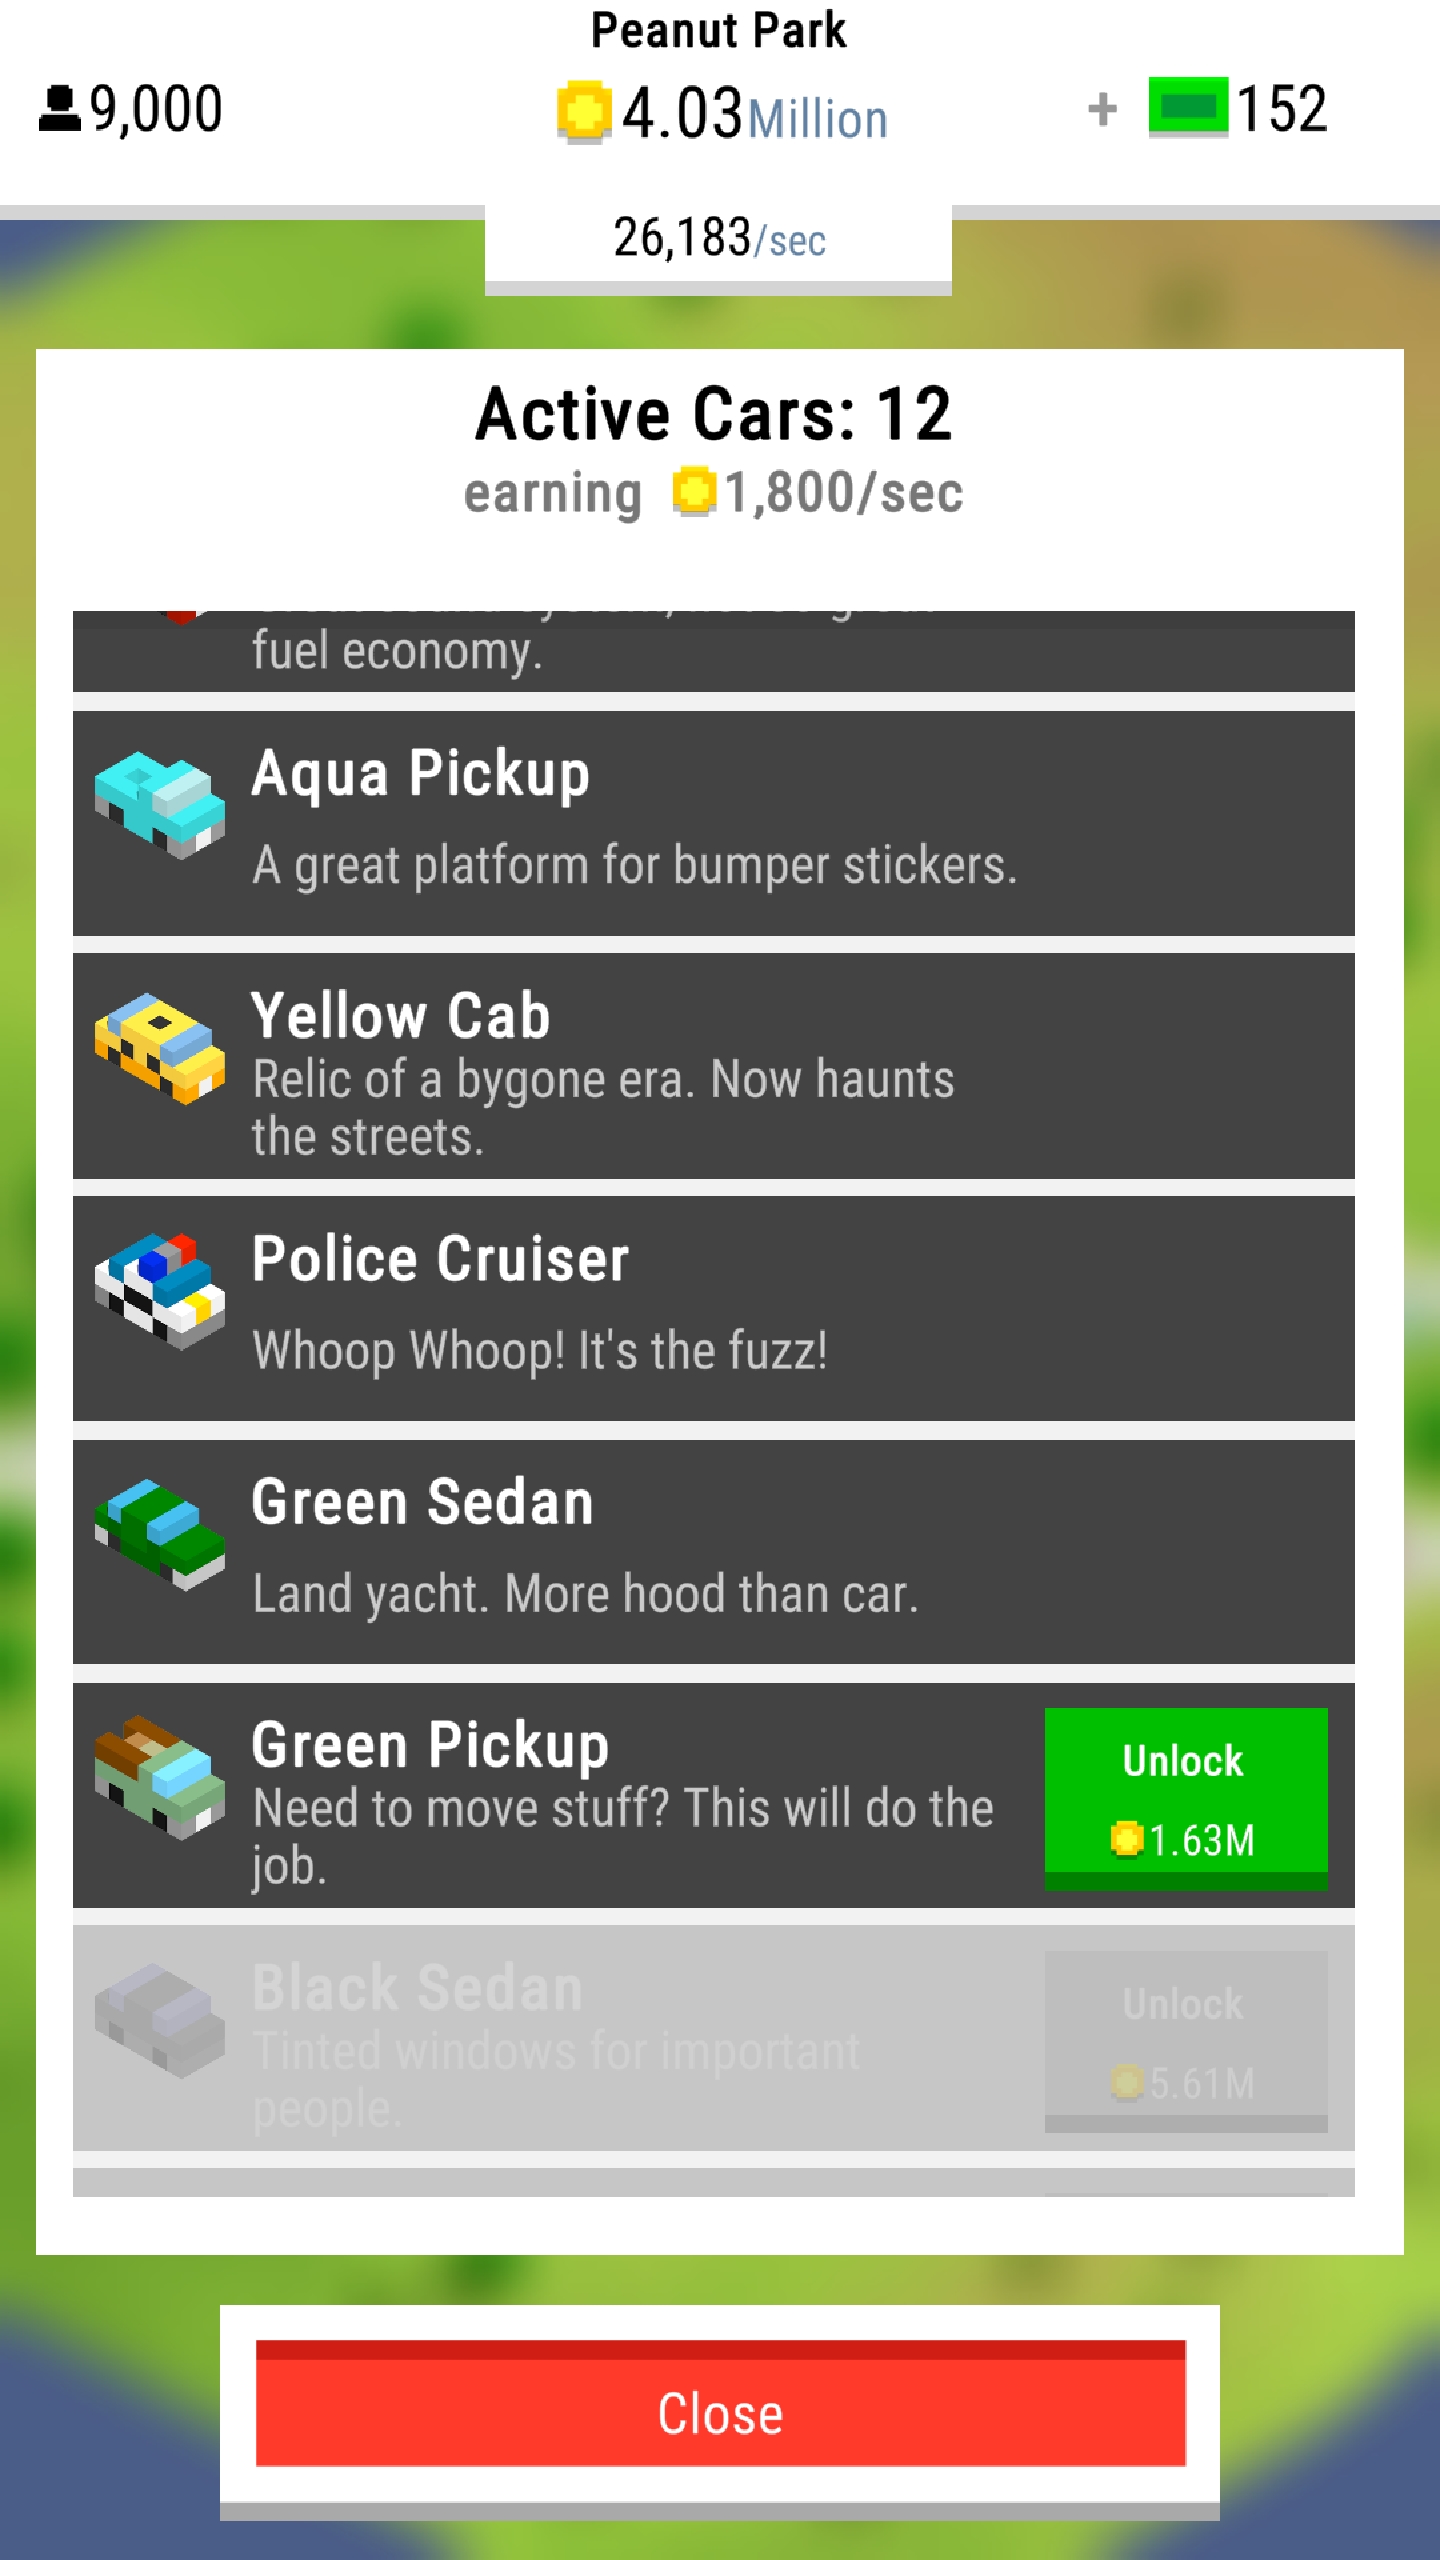 Peanut Park
9,000
4.03Million
+ 152
26,183/sec
Active Cars: 12
earning 1,800/sec
fuel economy.
Aqua Pickup
A great platform for bumper stickers.
Yellow Cab
Relic of a bygone era. Now haunts
the streets.
Police Cruiser
Whoop Whoop! It's the fuzz!
Green Sedan
Land yacht. More hood than car.
Green Pickup
Need to move stuff? This will do the
job.
Unlock
1.63M
Black Sedan
Tinted windows for important
people.
Unlock
5.61M
Close